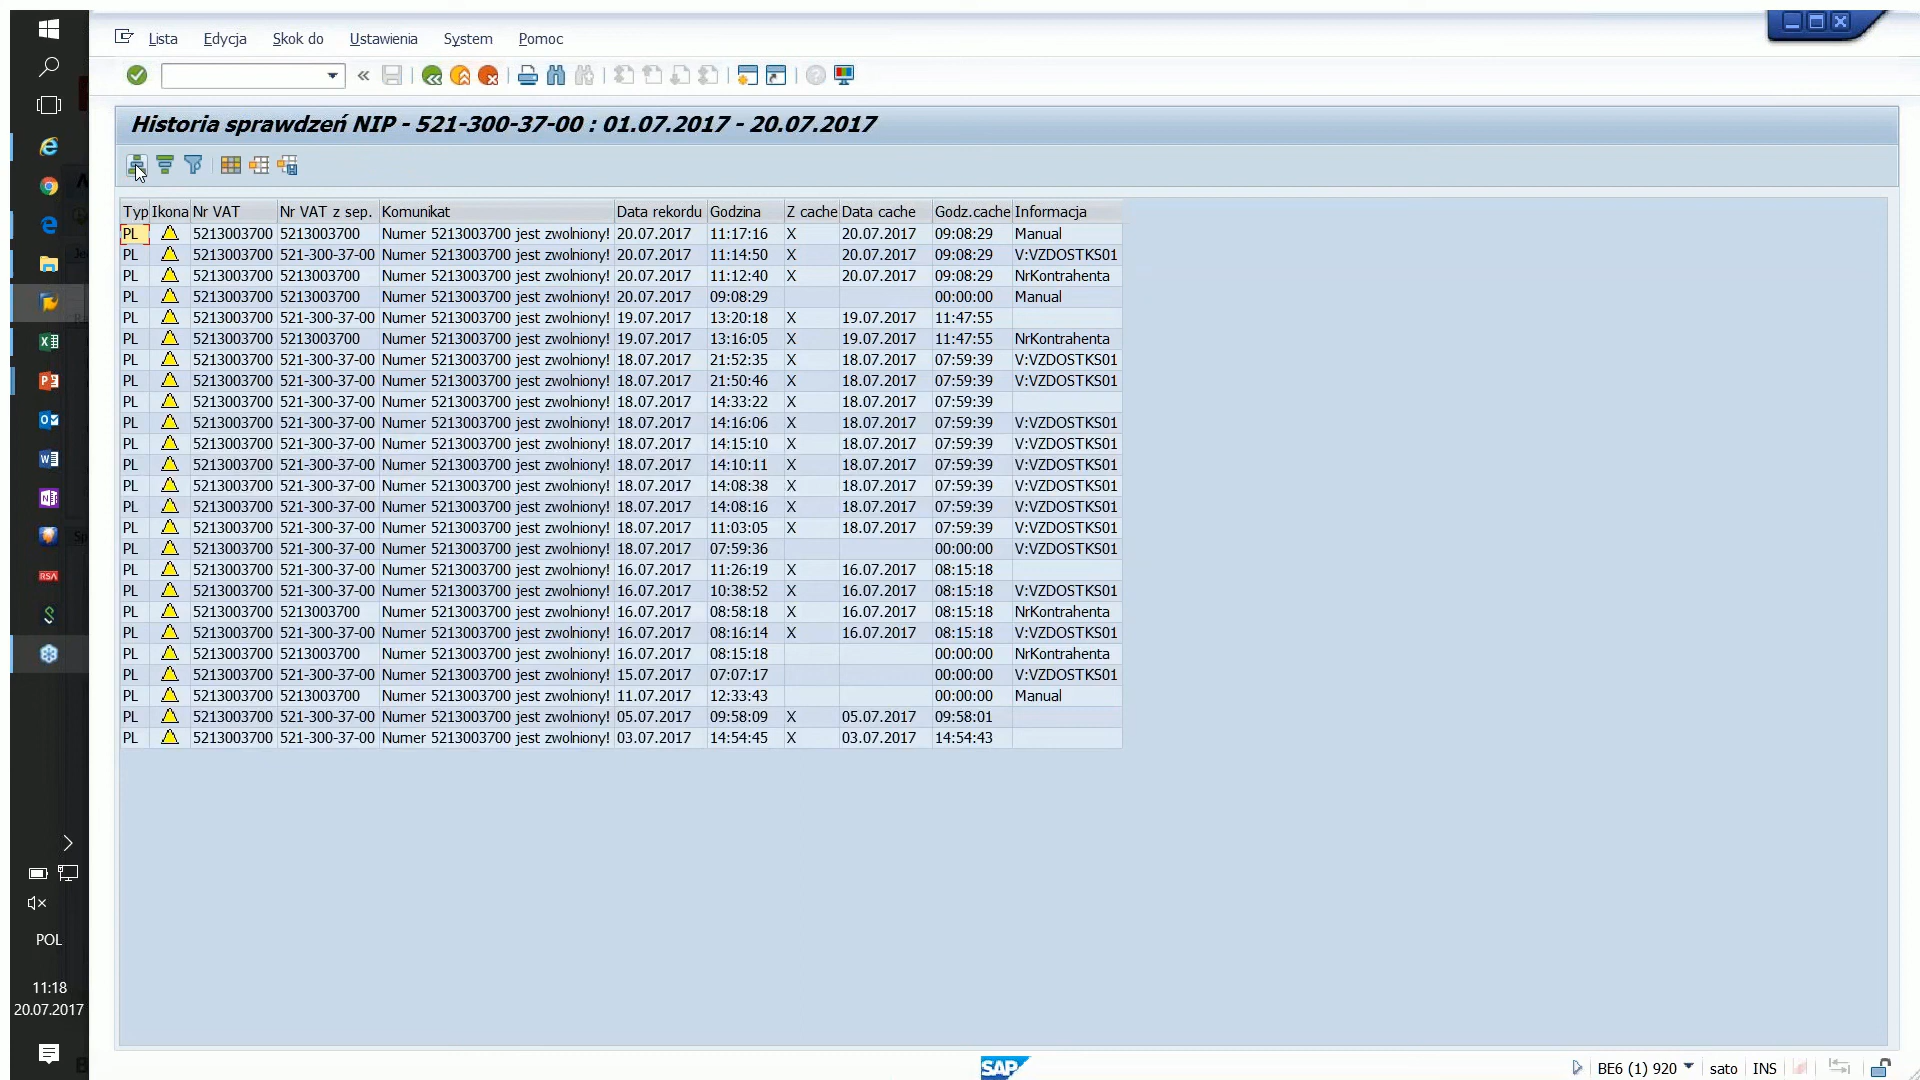 Lista Edycja Skok do Ustawienia System Pomoc
Historia sprawdzeń NIP - 521-300-37-00 : 01.07.2017 - 20.07.2017
Typ Ikona Nr VAT Nr VAT z sep. Komunikat Data rekordu Godzina Z cache Data cache Godz.cache Informacja
PL 5213003700 5213003700 Numer 5213003700 jest zwolniony! 20.07.2017 11:17:16 X 20.07.2017 09:08:29 Manual
PL 5213003700 521-300-37-00 Numer 5213003700 jest zwolniony! 20.07.2017 11:14:50 X 20.07.2017 09:08:29 V:VZDOSTKS01
PL 5213003700 5213003700 Numer 5213003700 jest zwolniony! 20.07.2017 11:12:40 X 20.07.2017 09:08:29 NrKontrahenta
PL 5213003700 5213003700 Numer 5213003700 jest zwolniony! 20.07.2017 09:08:29 00:00:00 Manual
PL 5213003700 521-300-37-00 Numer 5213003700 jest zwolniony! 19.07.2017 13:20:18 X 19.07.2017 11:47:55
PL 5213003700 5213003700 Numer 5213003700 jest zwolniony! 19.07.2017 13:16:05 X 19.07.2017 11:47:55 NrKontrahenta
PL 5213003700 521-300-37-00 Numer 5213003700 jest zwolniony! 18.07.2017 21:52:35 X 18.07.2017 07:59:39 V:VZDOSTKS01
PL 5213003700 521-300-37-00 Numer 5213003700 jest zwolniony! 18.07.2017 21:50:46 X 18.07.2017 07:59:39 V:VZDOSTKS01
PL 5213003700 521-300-37-00 Numer 5213003700 jest zwolniony! 18.07.2017 14:33:22 X 18.07.2017 07:59:39
PL 5213003700 521-300-37-00 Numer 5213003700 jest zwolniony! 18.07.2017 14:16:06 X 18.07.2017 07:59:39 V:VZDOSTKS01
PL 5213003700 521-300-37-00 Numer 5213003700 jest zwolniony! 18.07.2017 14:15:10 X 18.07.2017 07:59:39 V:VZDOSTKS01
PL 5213003700 521-300-37-00 Numer 5213003700 jest zwolniony! 18.07.2017 14:10:11 X 18.07.2017 07:59:39 V:VZDOSTKS01
PL 5213003700 521-300-37-00 Numer 5213003700 jest zwolniony! 18.07.2017 14:08:38 X 18.07.2017 07:59:39 V:VZDOSTKS01
PL 5213003700 521-300-37-00 Numer 5213003700 jest zwolniony! 18.07.2017 14:08:16 X 18.07.2017 07:59:39 V:VZDOSTKS01
PL 5213003700 521-300-37-00 Numer 5213003700 jest zwolniony! 18.07.2017 11:03:05 X 18.07.2017 07:59:39 V:VZDOSTKS01
PL 5213003700 521-300-37-00 Numer 5213003700 jest zwolniony! 18.07.2017 07:59:36 00:00:00 V:VZDOSTKS01
PL 5213003700 521-300-37-00 Numer 5213003700 jest zwolniony! 16.07.2017 11:26:19 X 16.07.2017 08:15:18
PL 5213003700 521-300-37-00 Numer 5213003700 jest zwolniony! 16.07.2017 10:38:52 X 16.07.2017 08:15:18 V:VZDOSTKS01
PL 5213003700 5213003700 Numer 5213003700 jest zwolniony! 16.07.2017 08:58:18 X 16.07.2017 08:15:18 NrKontrahenta
PL 5213003700 521-300-37-00 Numer 5213003700 jest zwolniony! 16.07.2017 08:16:14 X 16.07.2017 08:15:18 V:VZDOSTKS01
PL 5213003700 5213003700 Numer 5213003700 jest zwolniony! 16.07.2017 08:15:18 00:00:00 NrKontrahenta
PL 5213003700 521-300-37-00 Numer 5213003700 jest zwolniony! 15.07.2017 07:07:17 00:00:00 V:VZDOSTKS01
PL 5213003700 5213003700 Numer 5213003700 jest zwolniony! 11.07.2017 12:33:43 00:00:00 Manual
PL 5213003700 521-300-37-00 Numer 5213003700 jest zwolniony! 05.07.2017 09:58:09 X 05.07.2017 09:58:01
PL 5213003700 521-300-37-00 Numer 5213003700 jest zwolniony! 03.07.2017 14:54:45 X 03.07.2017 14:54:43
RSA
POL
11:18
20.07.2017
SAP
BE6 (1) 920 sato INS